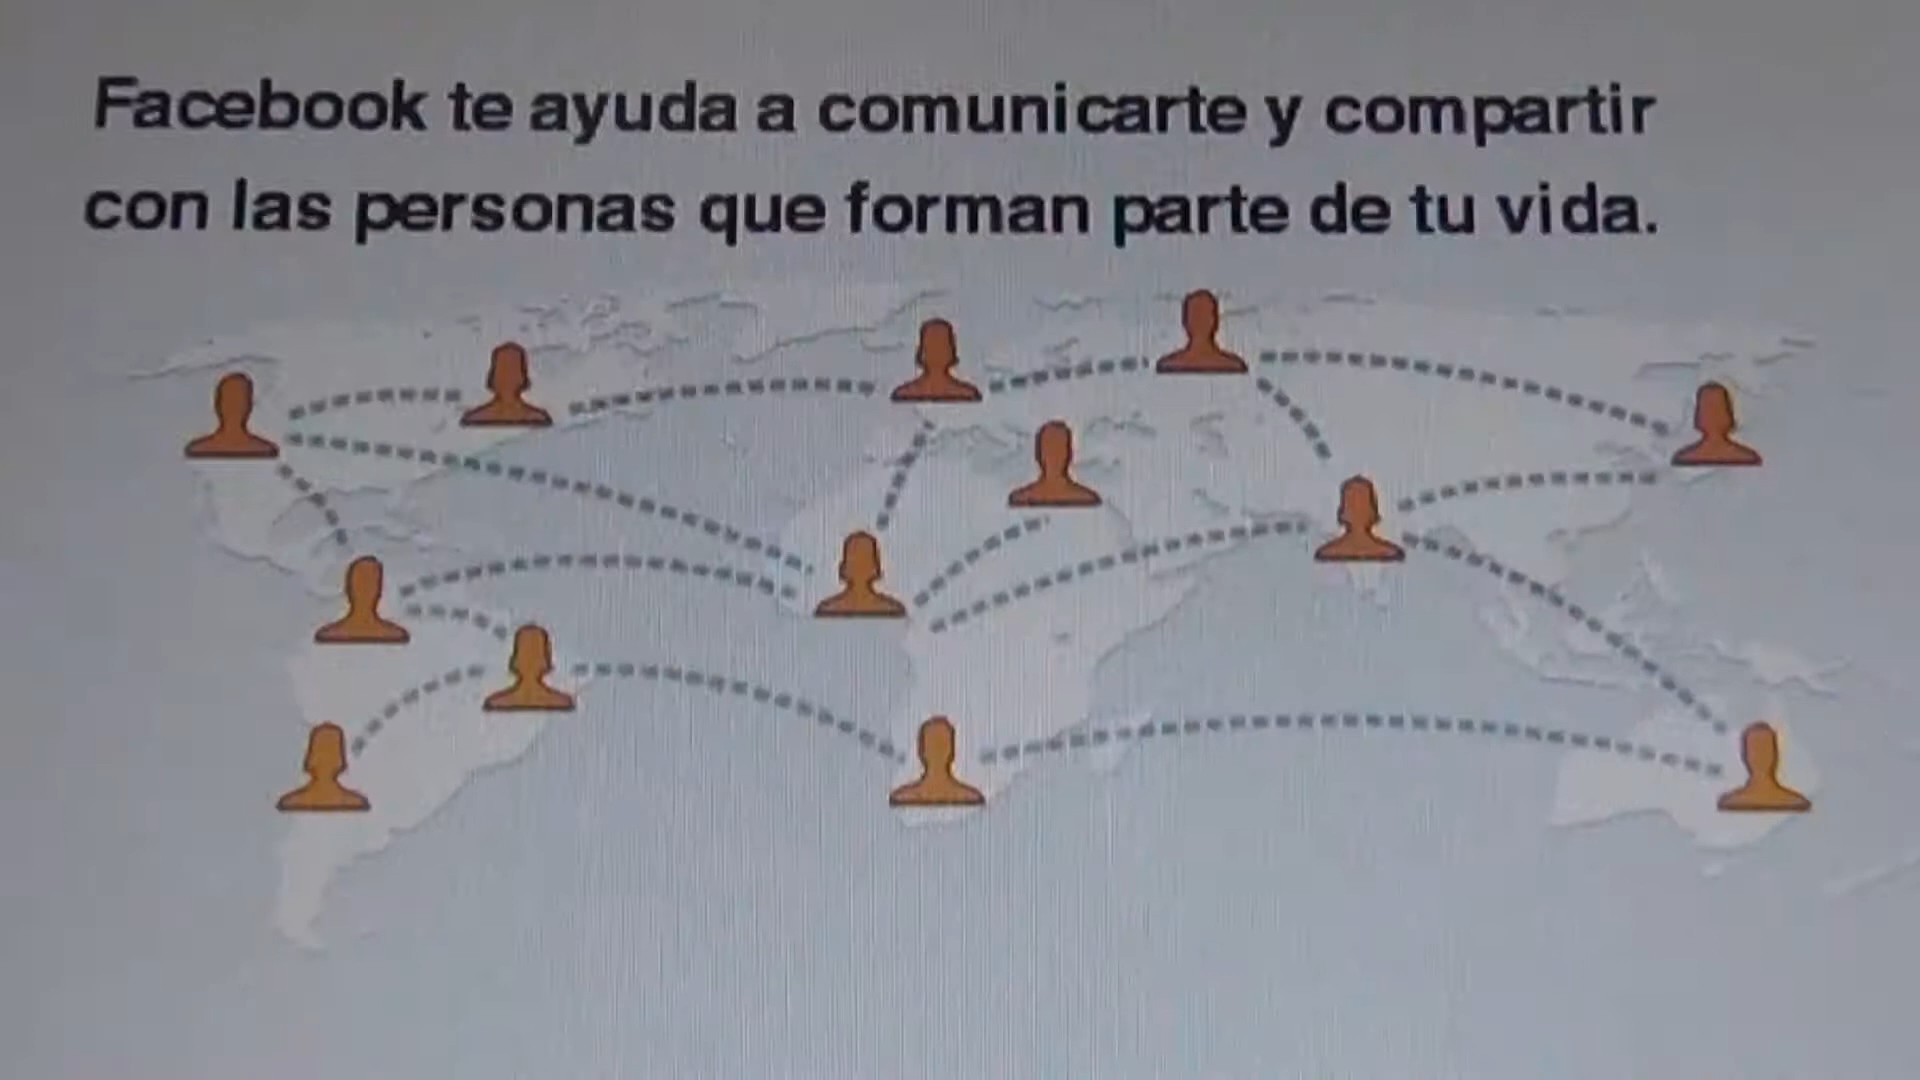 Facebook te ayuda a comunicarte y compartir
con las personas que forman parte de tu vida.